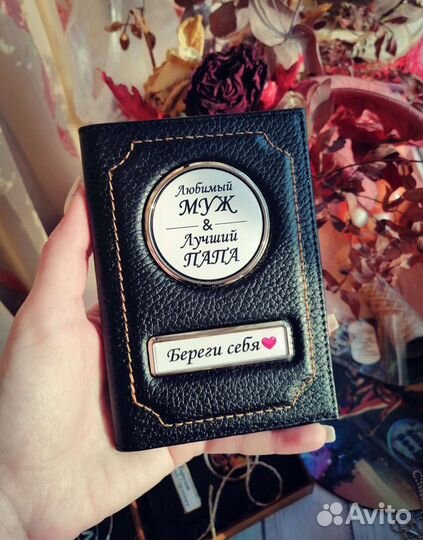 Любимый
МУЖ
&
Лучший
ПАПА
Береги себя
Avito